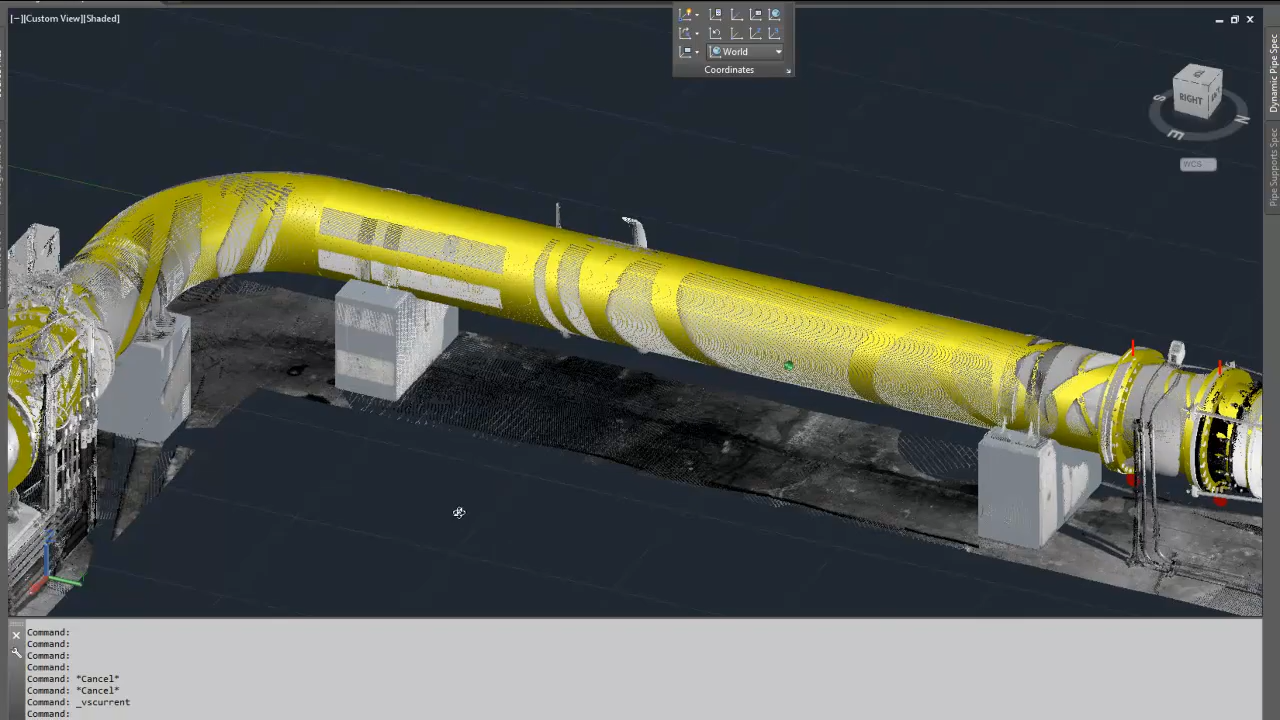 [−][Custom View][Shaded]
World
Coordinates
RIGHT
S
E
N
WCS
Dynamic Pipe Spec
Pipe Supports Spec
Command:
Command:
Command:
Command:
Command: *Cancel*
Command: *Cancel*
Command: _vscurrent
Command: